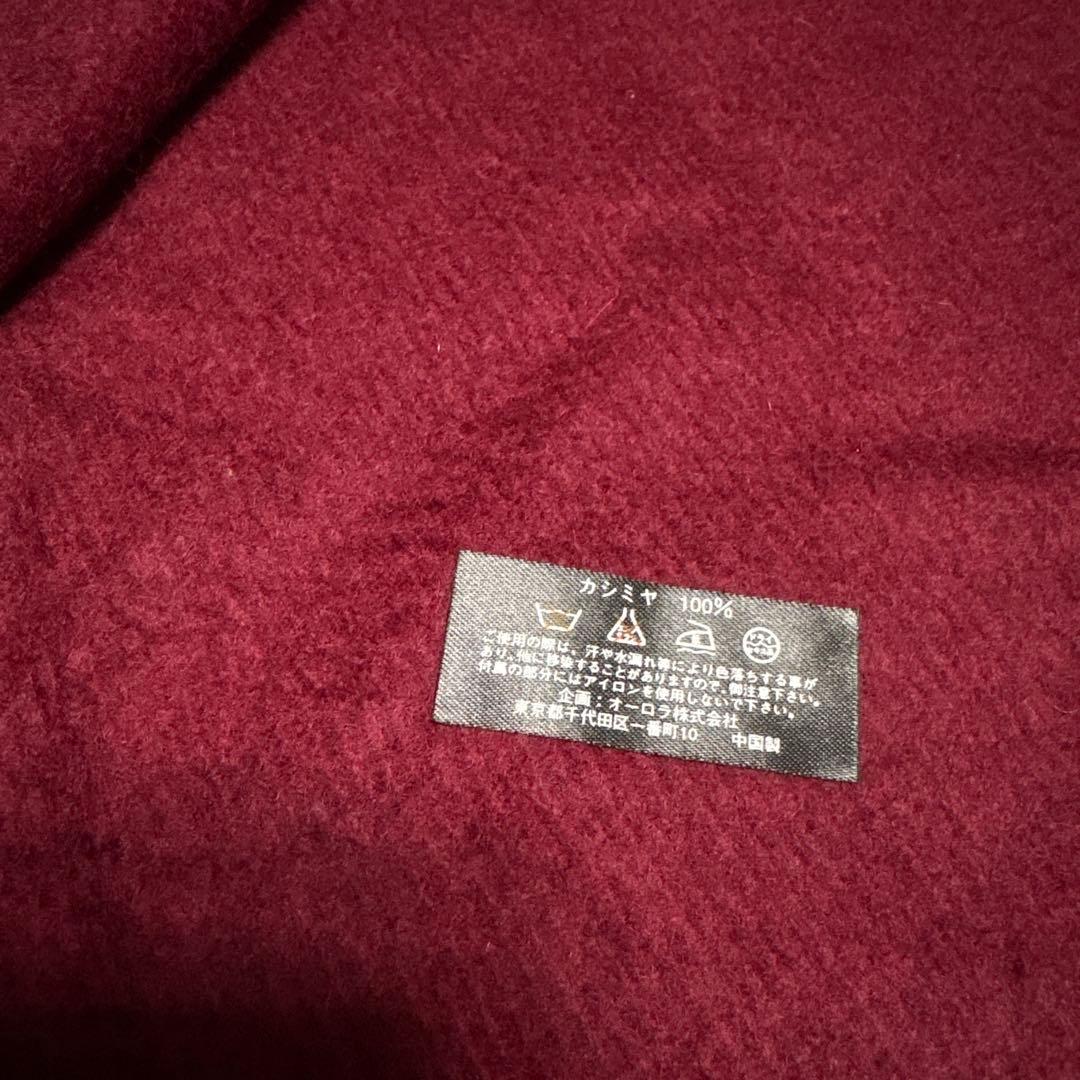 カシミヤ 100%
ドライ
ご使用の際は、汗や水漏れ等により色落ちする事が
あり、他に移染することがありますので、御注意下さい。
付属の部分にはアイロンを使用しないで下さい。
企画：オーロラ株式会社
東京都千代田区一番町10 中国製